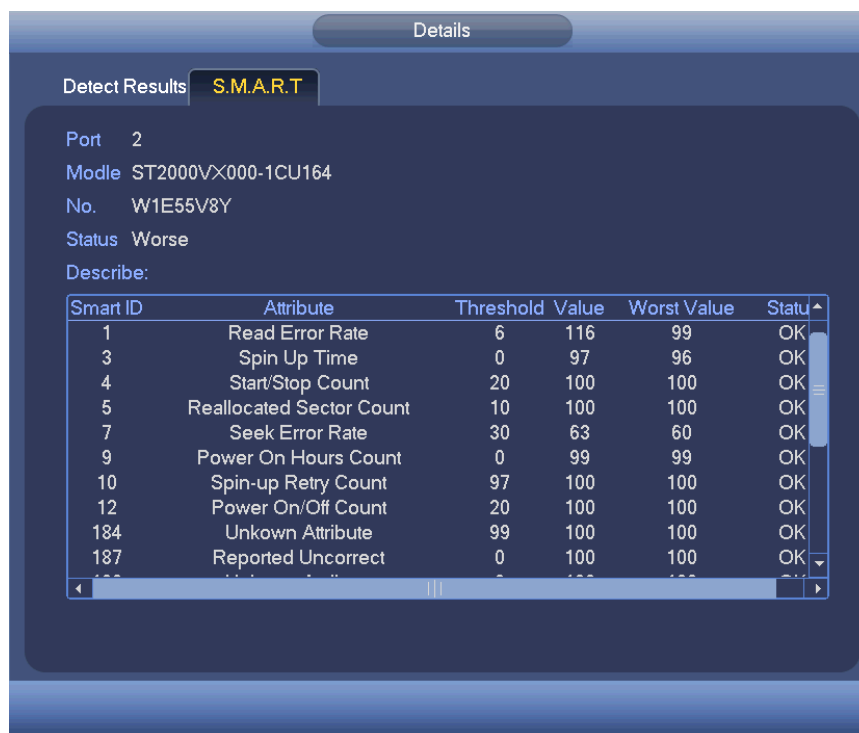 Details
Detect Results S.M.A.R.T
Port 2
Modle ST2000VX000-1CU164
No. W1E55V8Y
Status Worse
Describe:
Smart ID Attribute Threshold Value Worst Value Statu
1 Read Error Rate 6 116 99 OK
3 Spin Up Time 0 97 96 OK
4 Start/Stop Count 20 100 100 OK
5 Reallocated Sector Count 10 100 100 OK
7 Seek Error Rate 30 63 60 OK
9 Power On Hours Count 0 99 99 OK
10 Spin-up Retry Count 97 100 100 OK
12 Power On/Off Count 20 100 100 OK
184 Unkown Attribute 99 100 100 OK
187 Reported Uncorrect 0 100 100 OK